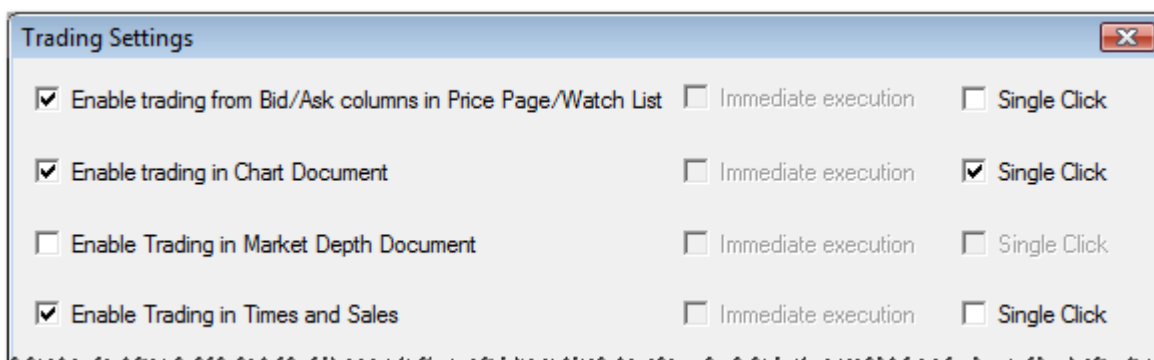 Trading Settings
Enable trading from Bid/Ask columns in Price Page/Watch List Immediate execution Single Click
Enable trading in Chart Document Immediate execution Single Click
Enable Trading in Market Depth Document Immediate execution Single Click
Enable Trading in Times and Sales Immediate execution Single Click